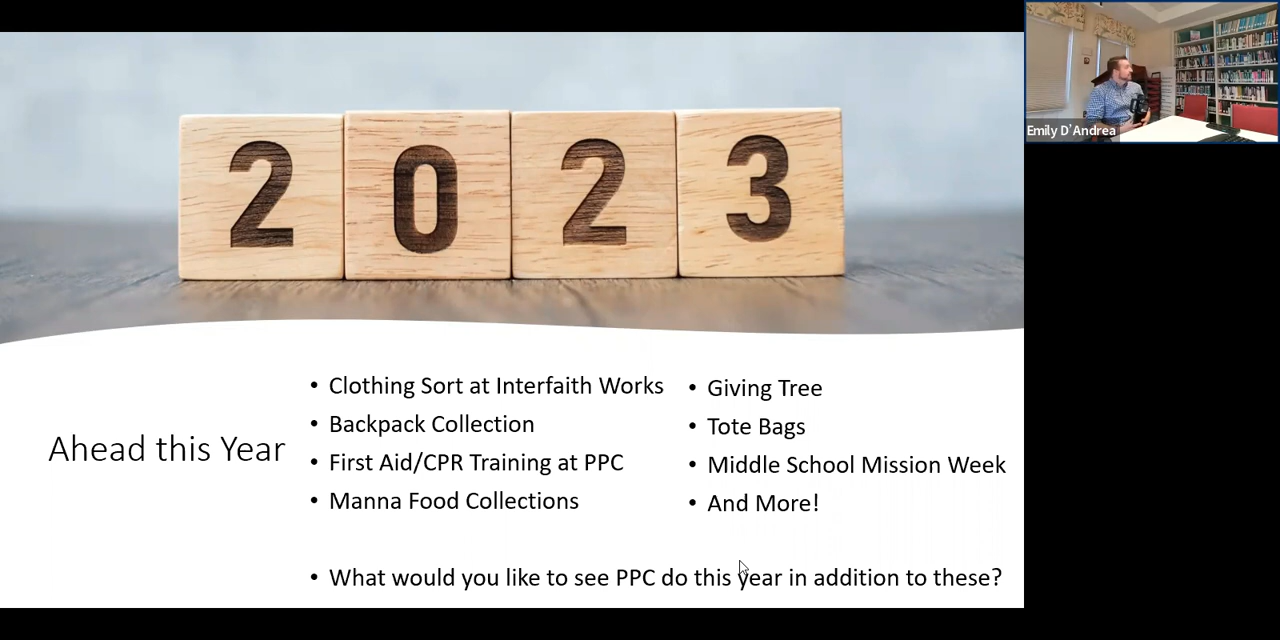 2023
Emily D'Andrea
Ahead this Year
• Clothing Sort at Interfaith Works
• Backpack Collection
• First Aid/CPR Training at PPC
• Manna Food Collections
• Giving Tree
• Tote Bags
• Middle School Mission Week
• And More!
• What would you like to see PPC do this year in addition to these?